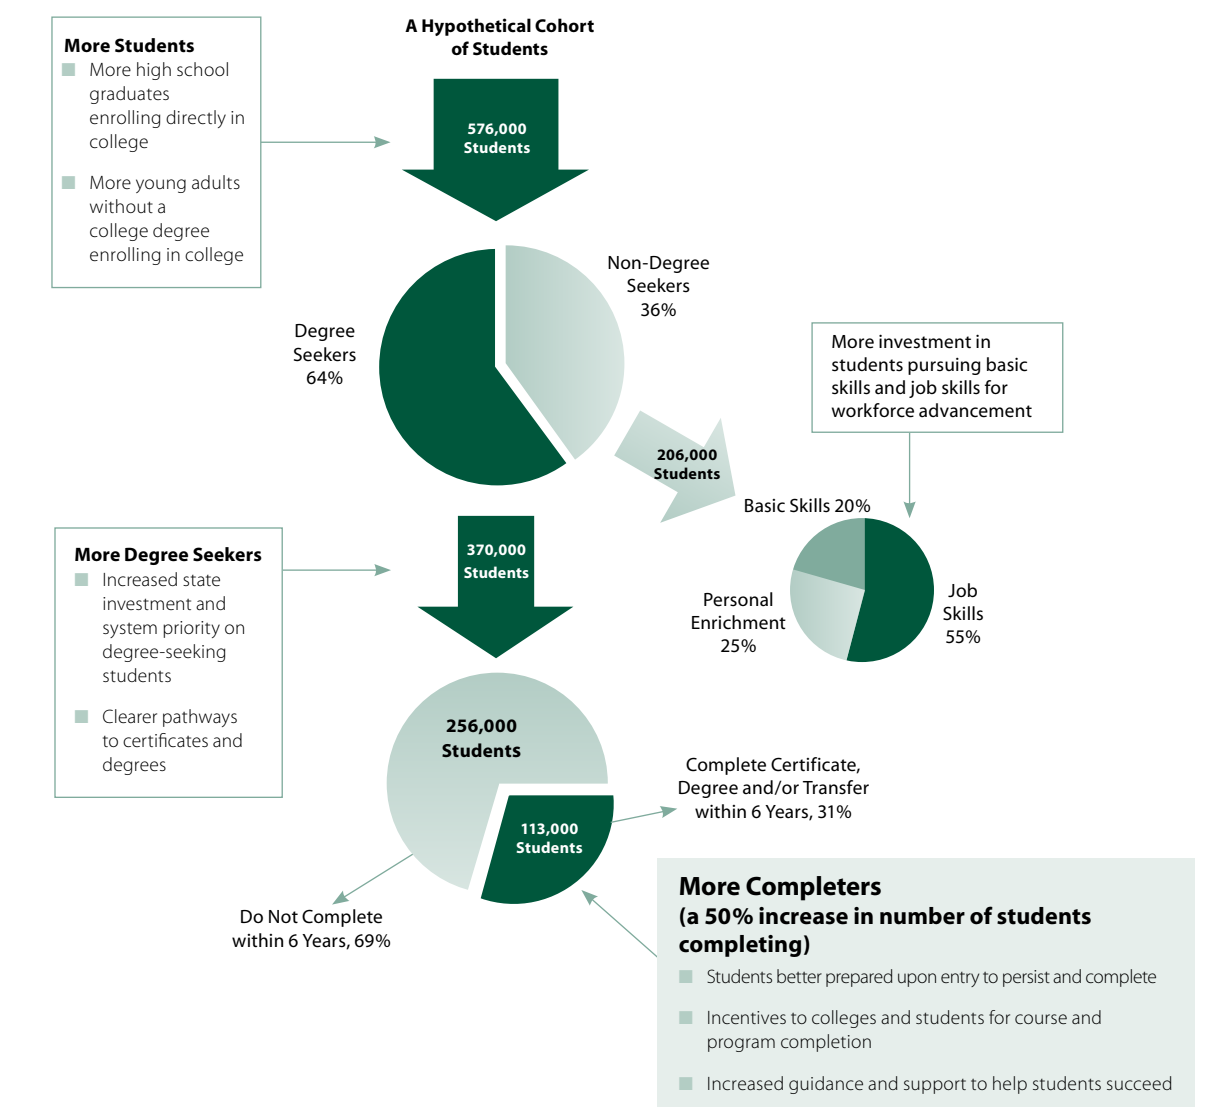 A Hypothetical Cohort
of Students
More Students
More high school
graduates
enrolling directly in
college
More young adults
without a
college degree
enrolling in college
576,000
Students
Non-Degree
Seekers
36%
Degree
Seekers
64%
More investment in
students pursuing basic
skills and job skills for
workforce advancement
206,000
Students
Basic Skills 20%
Job
Skills
55%
Personal
Enrichment
25%
More Degree Seekers
Increased state
investment and
system priority on
degree-seeking
students
Clearer pathways
to certificates and
degrees
370,000
Students
256,000
Students
Complete Certificate,
Degree and/or Transfer
within 6 Years, 31%
113,000
Students
Do Not Complete
within 6 Years, 69%
More Completers
(a 50% increase in number of students
completing)
Students better prepared upon entry to persist and complete
Incentives to colleges and students for course and
program completion
Increased guidance and support to help students succeed